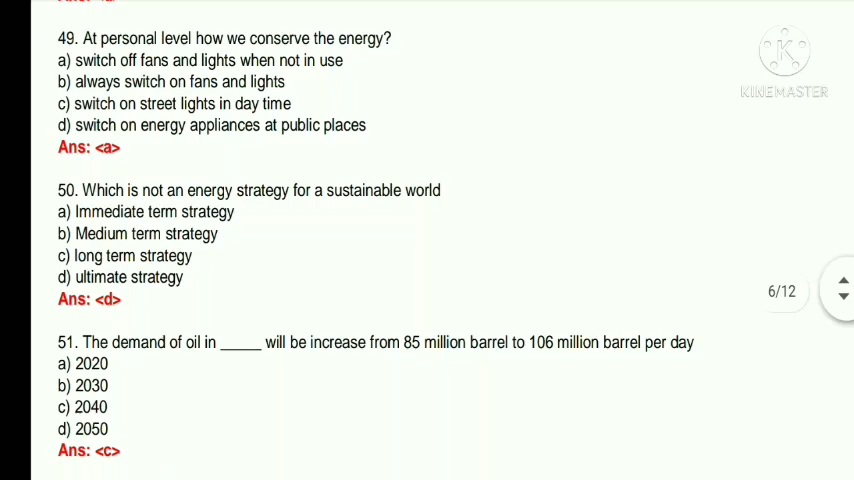 49. At personal level how we conserve the energy?
a) switch off fans and lights when not in use
b) always switch on fans and lights
c) switch on street lights in day time
d) switch on energy appliances at public places
Ans: <a>
50. Which is not an energy strategy for a sustainable world
a) Immediate term strategy
b) Medium term strategy
c) long term strategy
d) ultimate strategy
Ans: <d>
51. The demand of oil in _____ will be increase from 85 million barrel to 106 million barrel per day
a) 2020
b) 2030
c) 2040
d) 2050
Ans: <c>
K
KINEMASTER
6/12